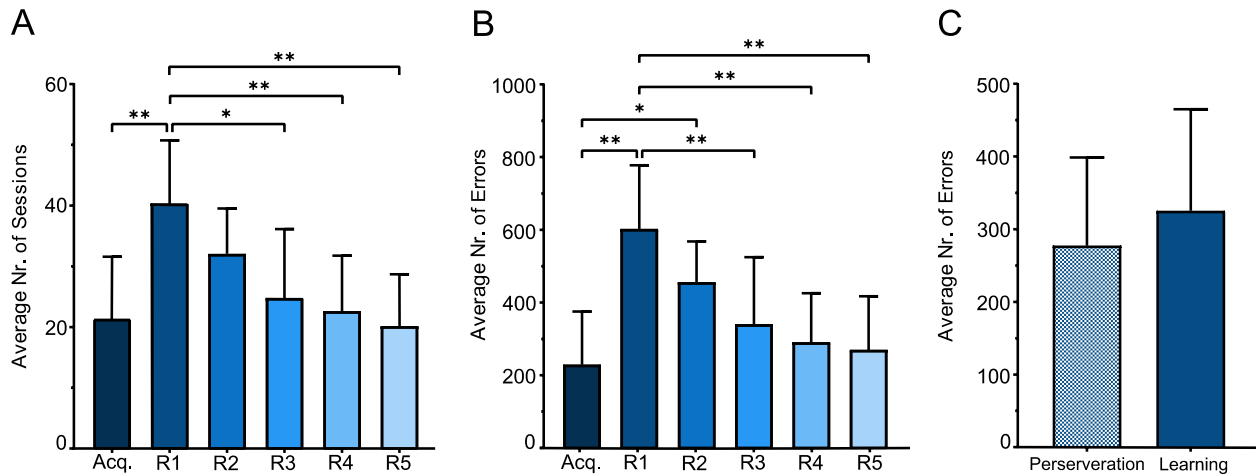 A
Average Nr. of Sessions
60
40
20
0
** ** * **
Acq. R1 R2 R3 R4 R5
B
Average Nr. of Errors
1000
800
600
400
200
0
** ** * ** **
Acq. R1 R2 R3 R4 R5
C
Average Nr. of Errors
500
400
300
200
100
0
Perserveration Learning